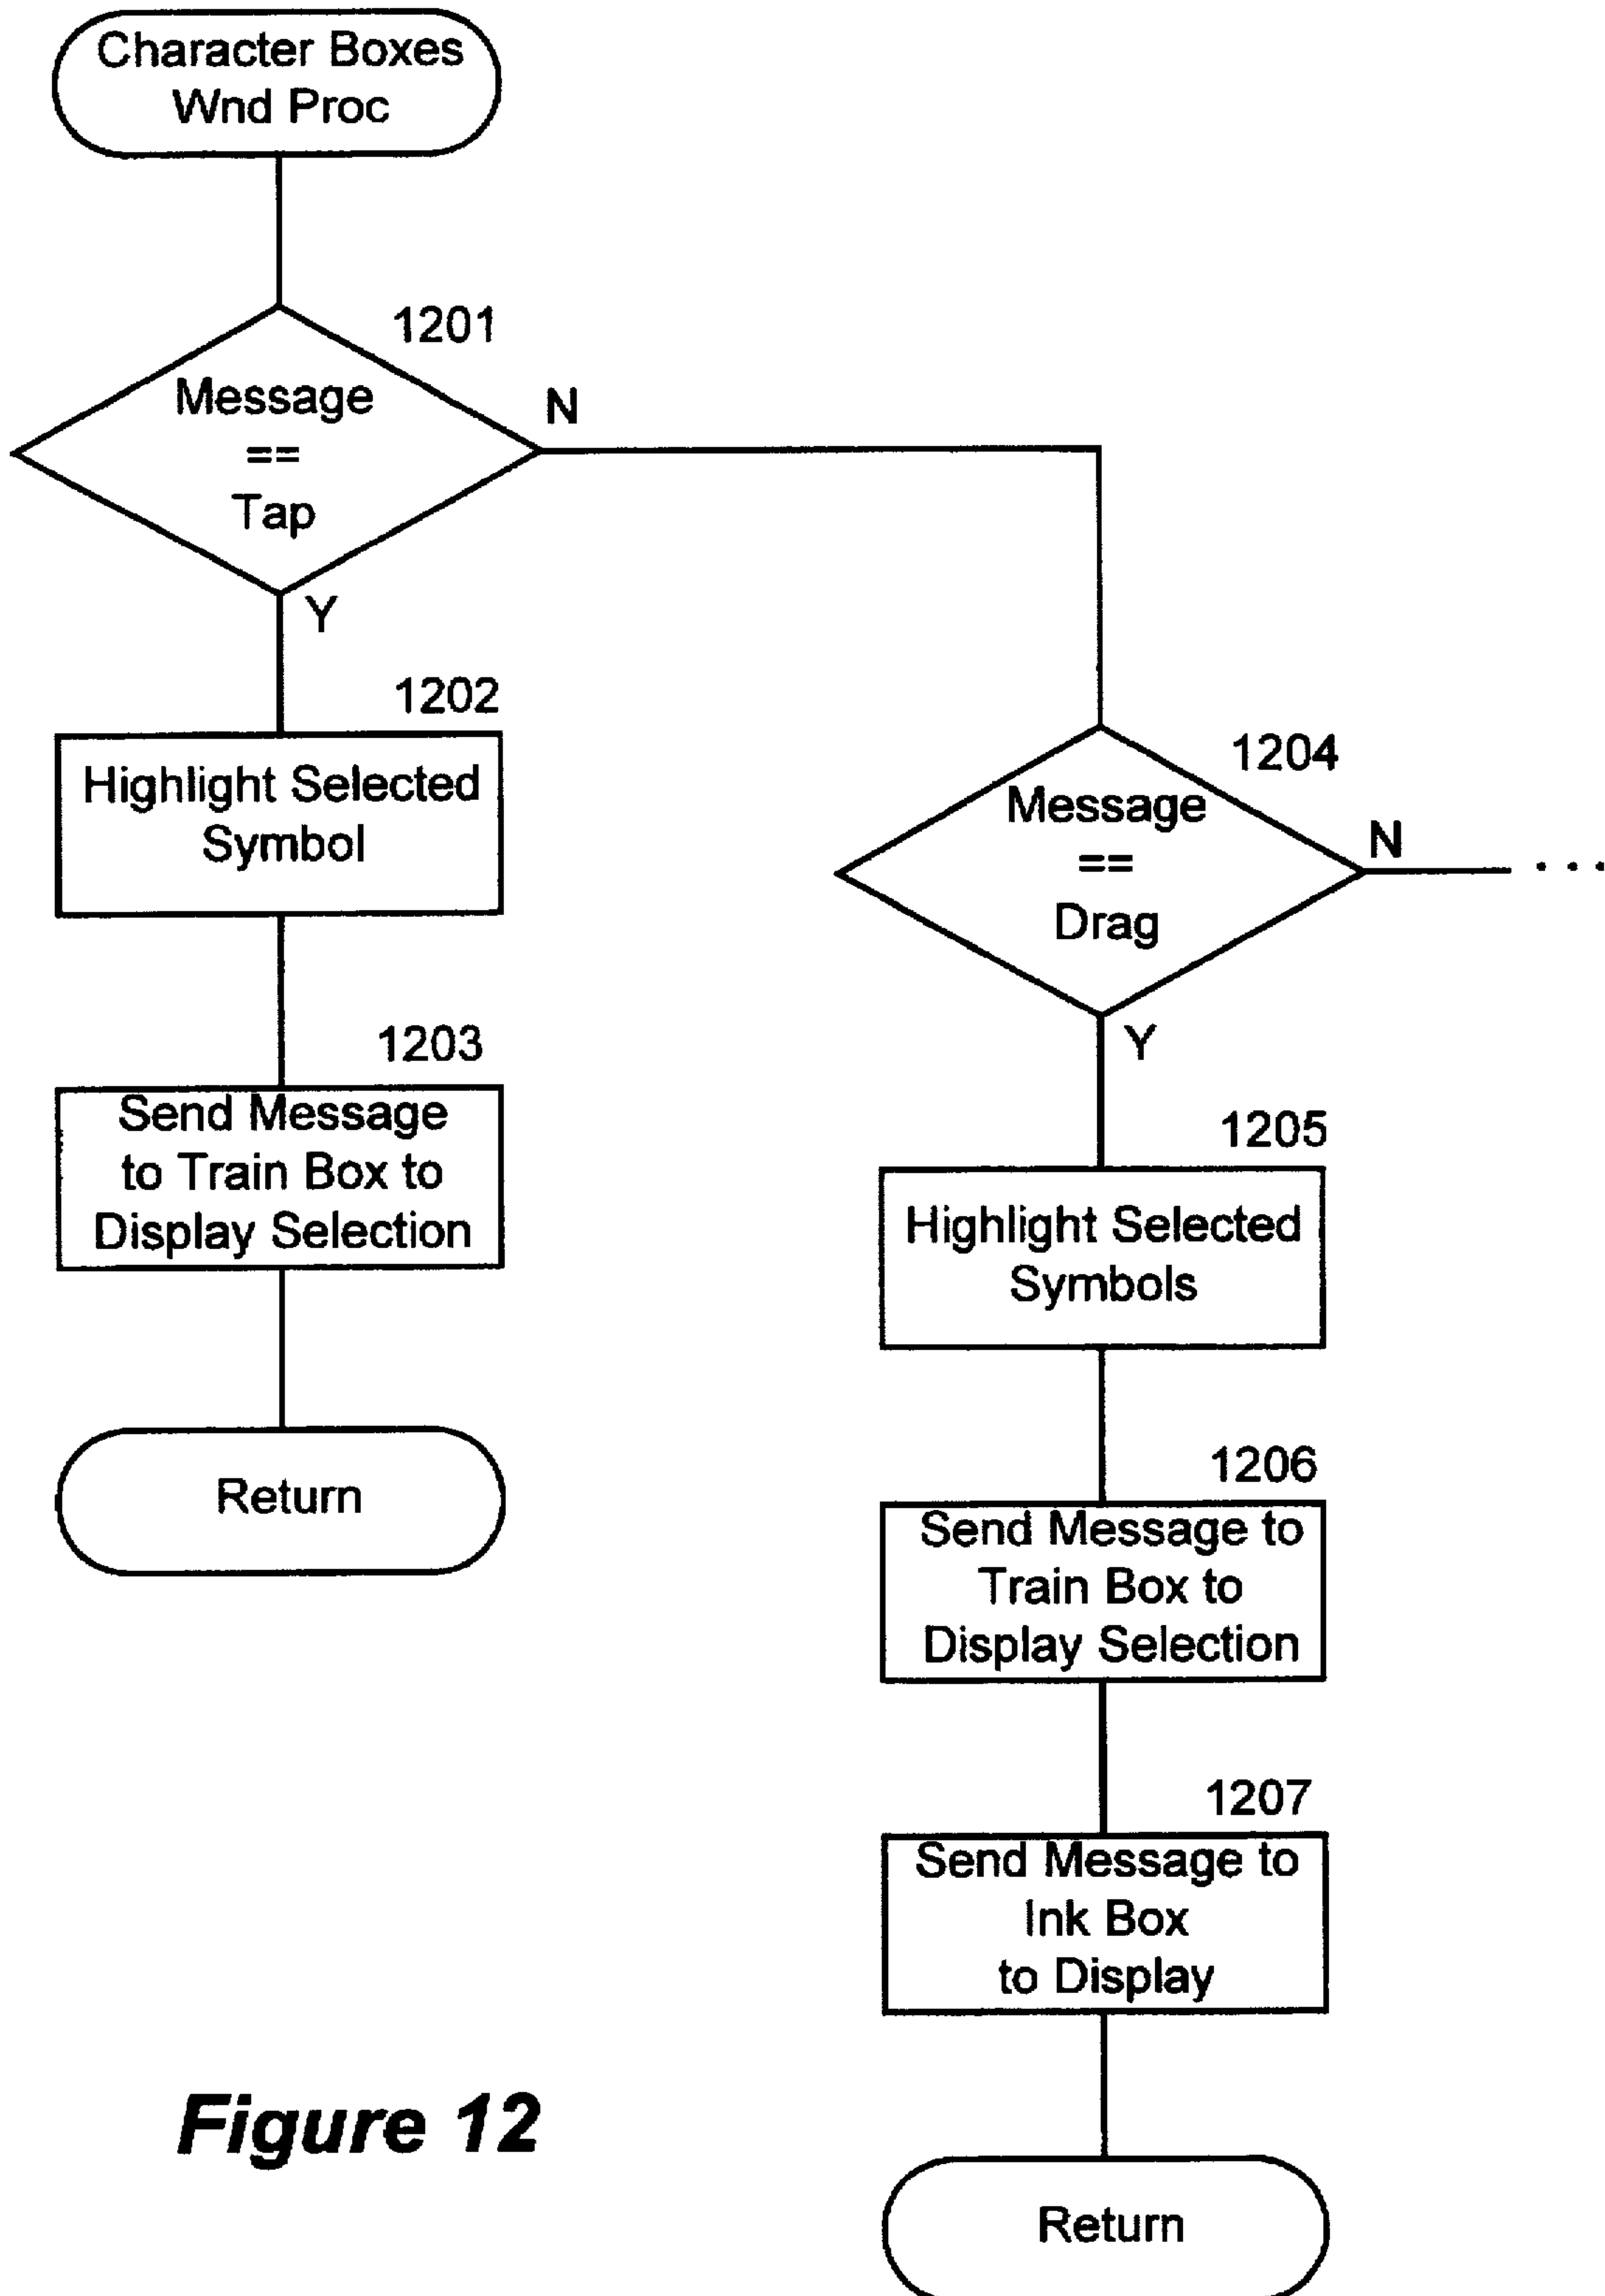 Character Boxes
Wnd Proc
1201
Message
==
Tap
N
Y
1202
Highlight Selected
Symbol
1203
Send Message
to Train Box to
Display Selection
Return
1204
Message
==
Drag
N
. . .
Y
1205
Highlight Selected
Symbols
1206
Send Message to
Train Box to
Display Selection
1207
Send Message to
Ink Box
to Display
Return
Figure 12